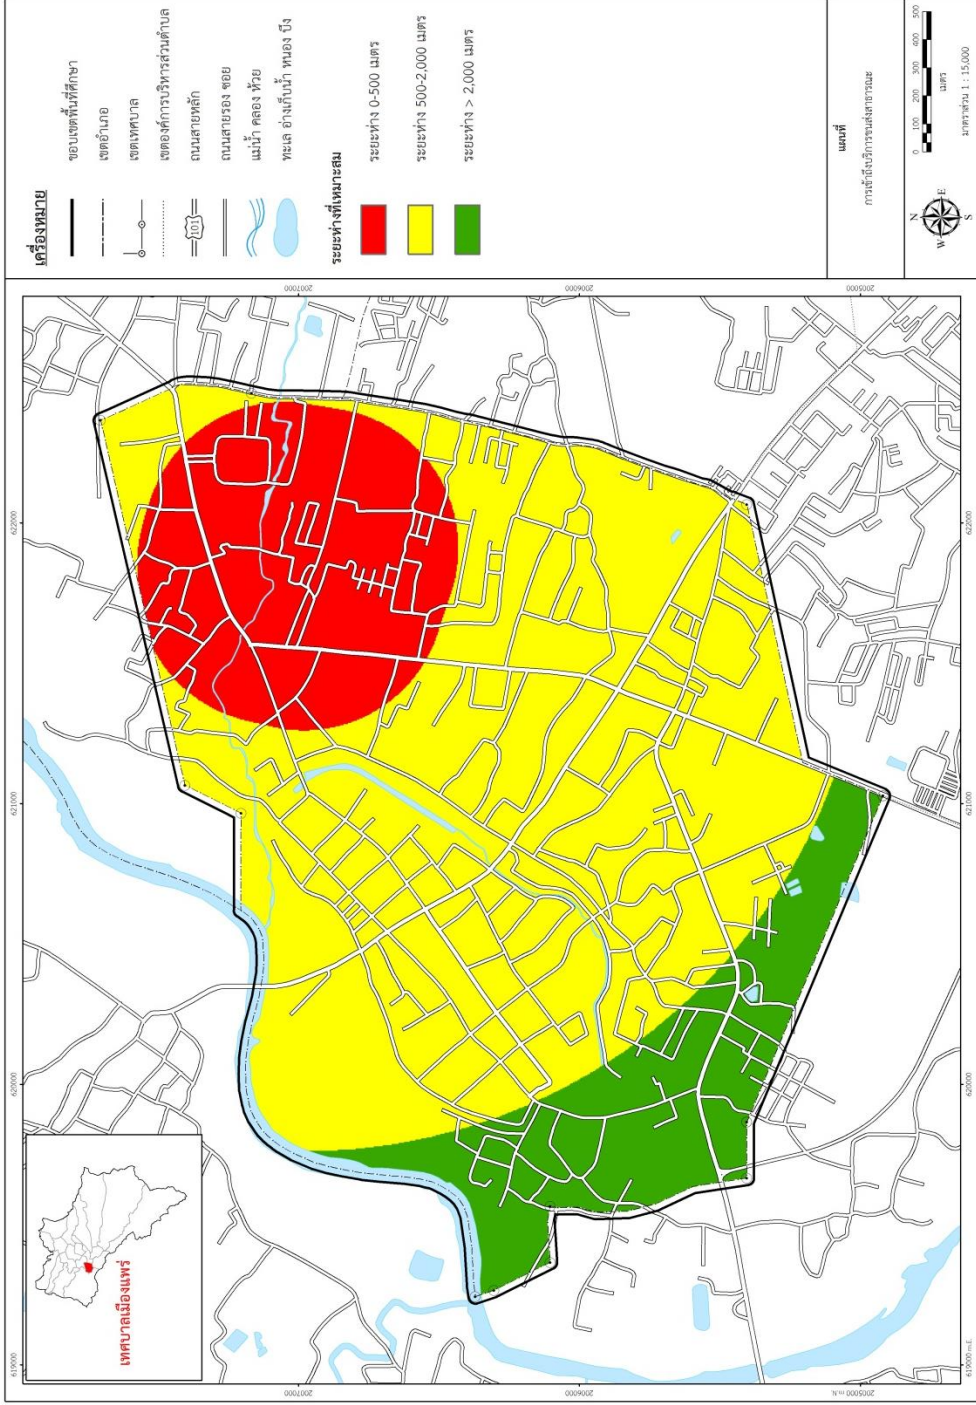 เครื่องหมาย
ขอบเขตพื้นที่ศึกษา
เขตอำเภอ
เขตเทศบาล
เขตองค์การบริหารส่วนตำบล
101
ถนนสายหลัก
ถนนสายรอง ซอย
แม่น้ำ คลอง ห้วย
ทะเล อ่างเก็บน้ำ หนอง บึง
ระยะห่างที่เหมาะสม
ระยะห่าง 0-500 เมตร
ระยะห่าง 500-2,000 เมตร
ระยะห่าง > 2,000 เมตร
แผนที่
การเข้าถึงบริการขนส่งสาธารณะ
N
W
E
S
0 100 200 300 400 500
เมตร
มาตราส่วน 1 : 15,000
เทศบาลเมืองแพร่
619000
620000
621000
622000
2007000
2006000
2005000
2007000
2006000
2005000 m.N.
619000 m.E.
620000
621000
622000